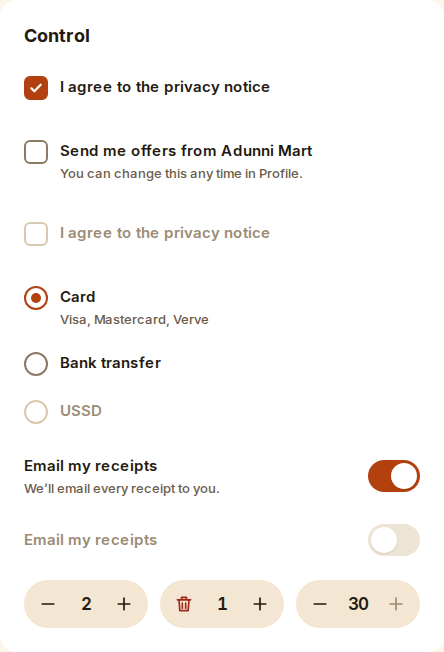 Control
I agree to the privacy notice
Send me offers from Adunni Mart
You can change this any time in Profile.
I agree to the privacy notice
Card
Visa, Mastercard, Verve
Bank transfer
USSD
Email my receipts
We’ll email every receipt to you.
Email my receipts
− 2 + 1 + − 30 +